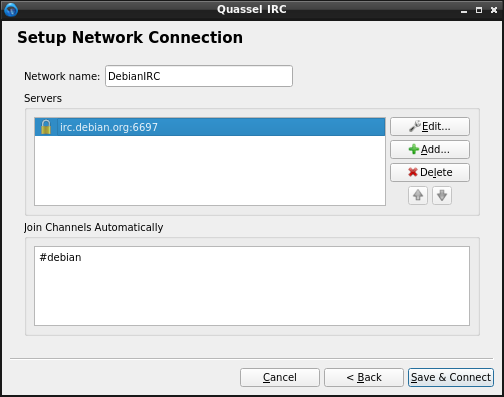 Quassel IRC
Setup Network Connection
Network name: DebianIRC
Servers
irc.debian.org:6697
Edit...
Add...
Delete
Join Channels Automatically
#debian
Cancel
< Back
Save & Connect